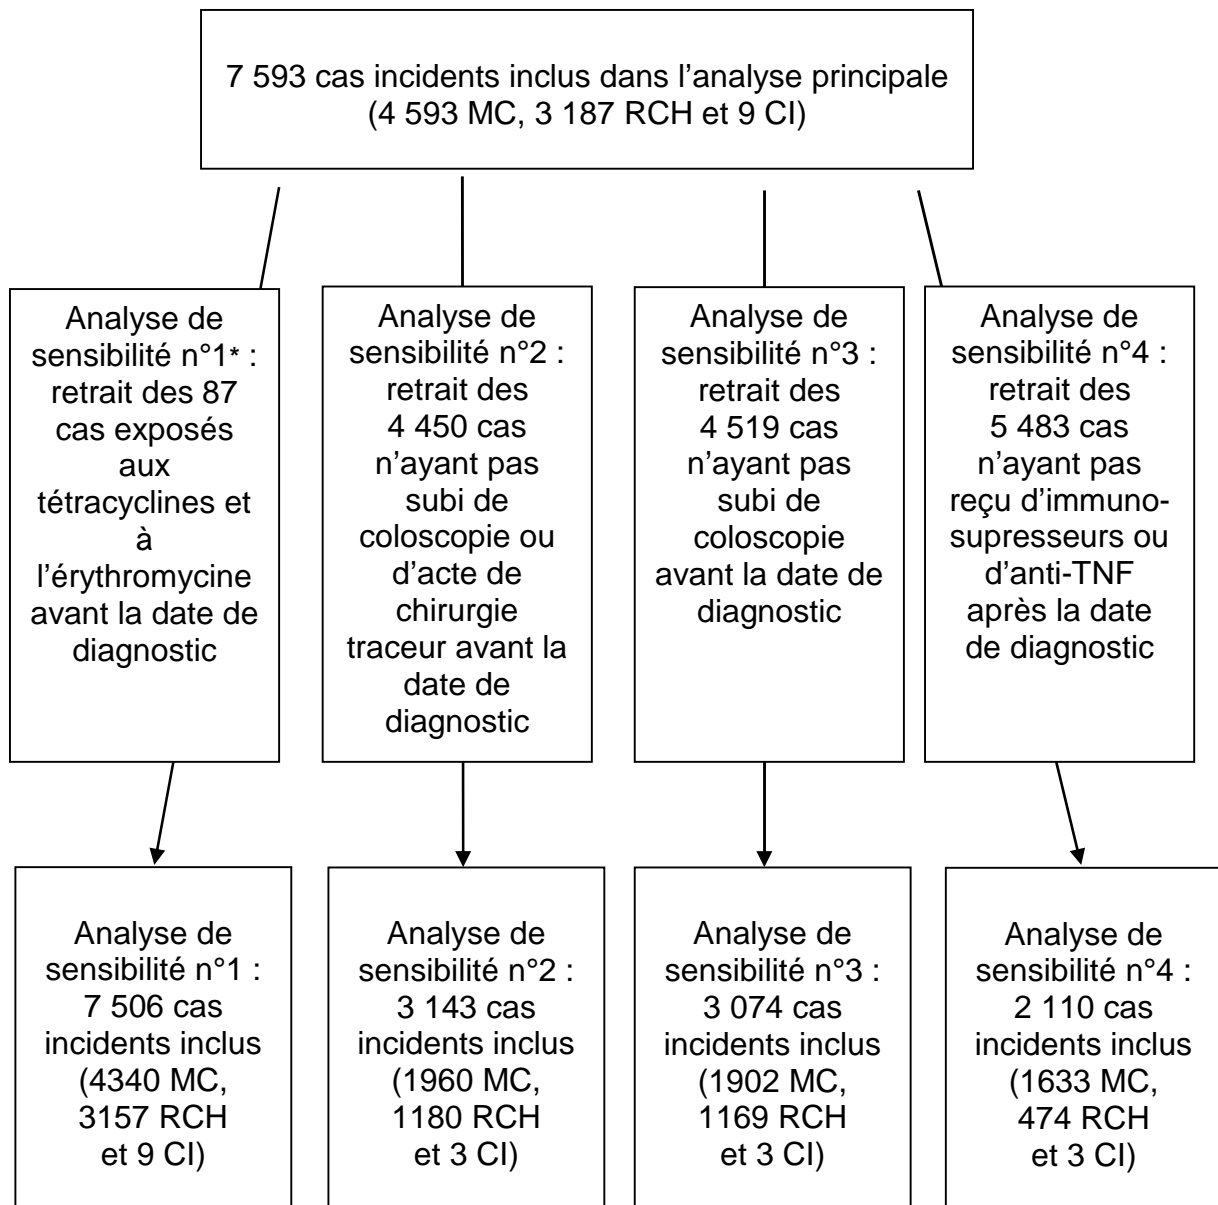 7 593 cas incidents inclus dans l'analyse principale
(4 593 MC, 3 187 RCH et 9 CI)
Analyse de
sensibilité n°1* :
retrait des 87
cas exposés
aux
tétracyclines et
à
l'érythromycine
avant la date de
diagnostic
Analyse de
sensibilité n°2 :
retrait des
4 450 cas
n'ayant pas
subi de
coloscopie ou
d'acte de
chirurgie
traceur avant la
date de
diagnostic
Analyse de
sensibilité n°3 :
retrait des
4 519 cas
n'ayant pas
subi de
coloscopie
avant la date de
diagnostic
Analyse de
sensibilité n°4 :
retrait des
5 483 cas
n'ayant pas
reçu d'immuno-
supresseurs ou
d'anti-TNF
après la date
de diagnostic
Analyse de
sensibilité n°1 :
7 506 cas
incidents inclus
(4340 MC,
3157 RCH
et 9 CI)
Analyse de
sensibilité n°2 :
3 143 cas
incidents inclus
(1960 MC,
1180 RCH
et 3 CI)
Analyse de
sensibilité n°3 :
3 074 cas
incidents inclus
(1902 MC,
1169 RCH
et 3 CI)
Analyse de
sensibilité n°4 :
2 110 cas
incidents inclus
(1633 MC,
474 RCH
et 3 CI)